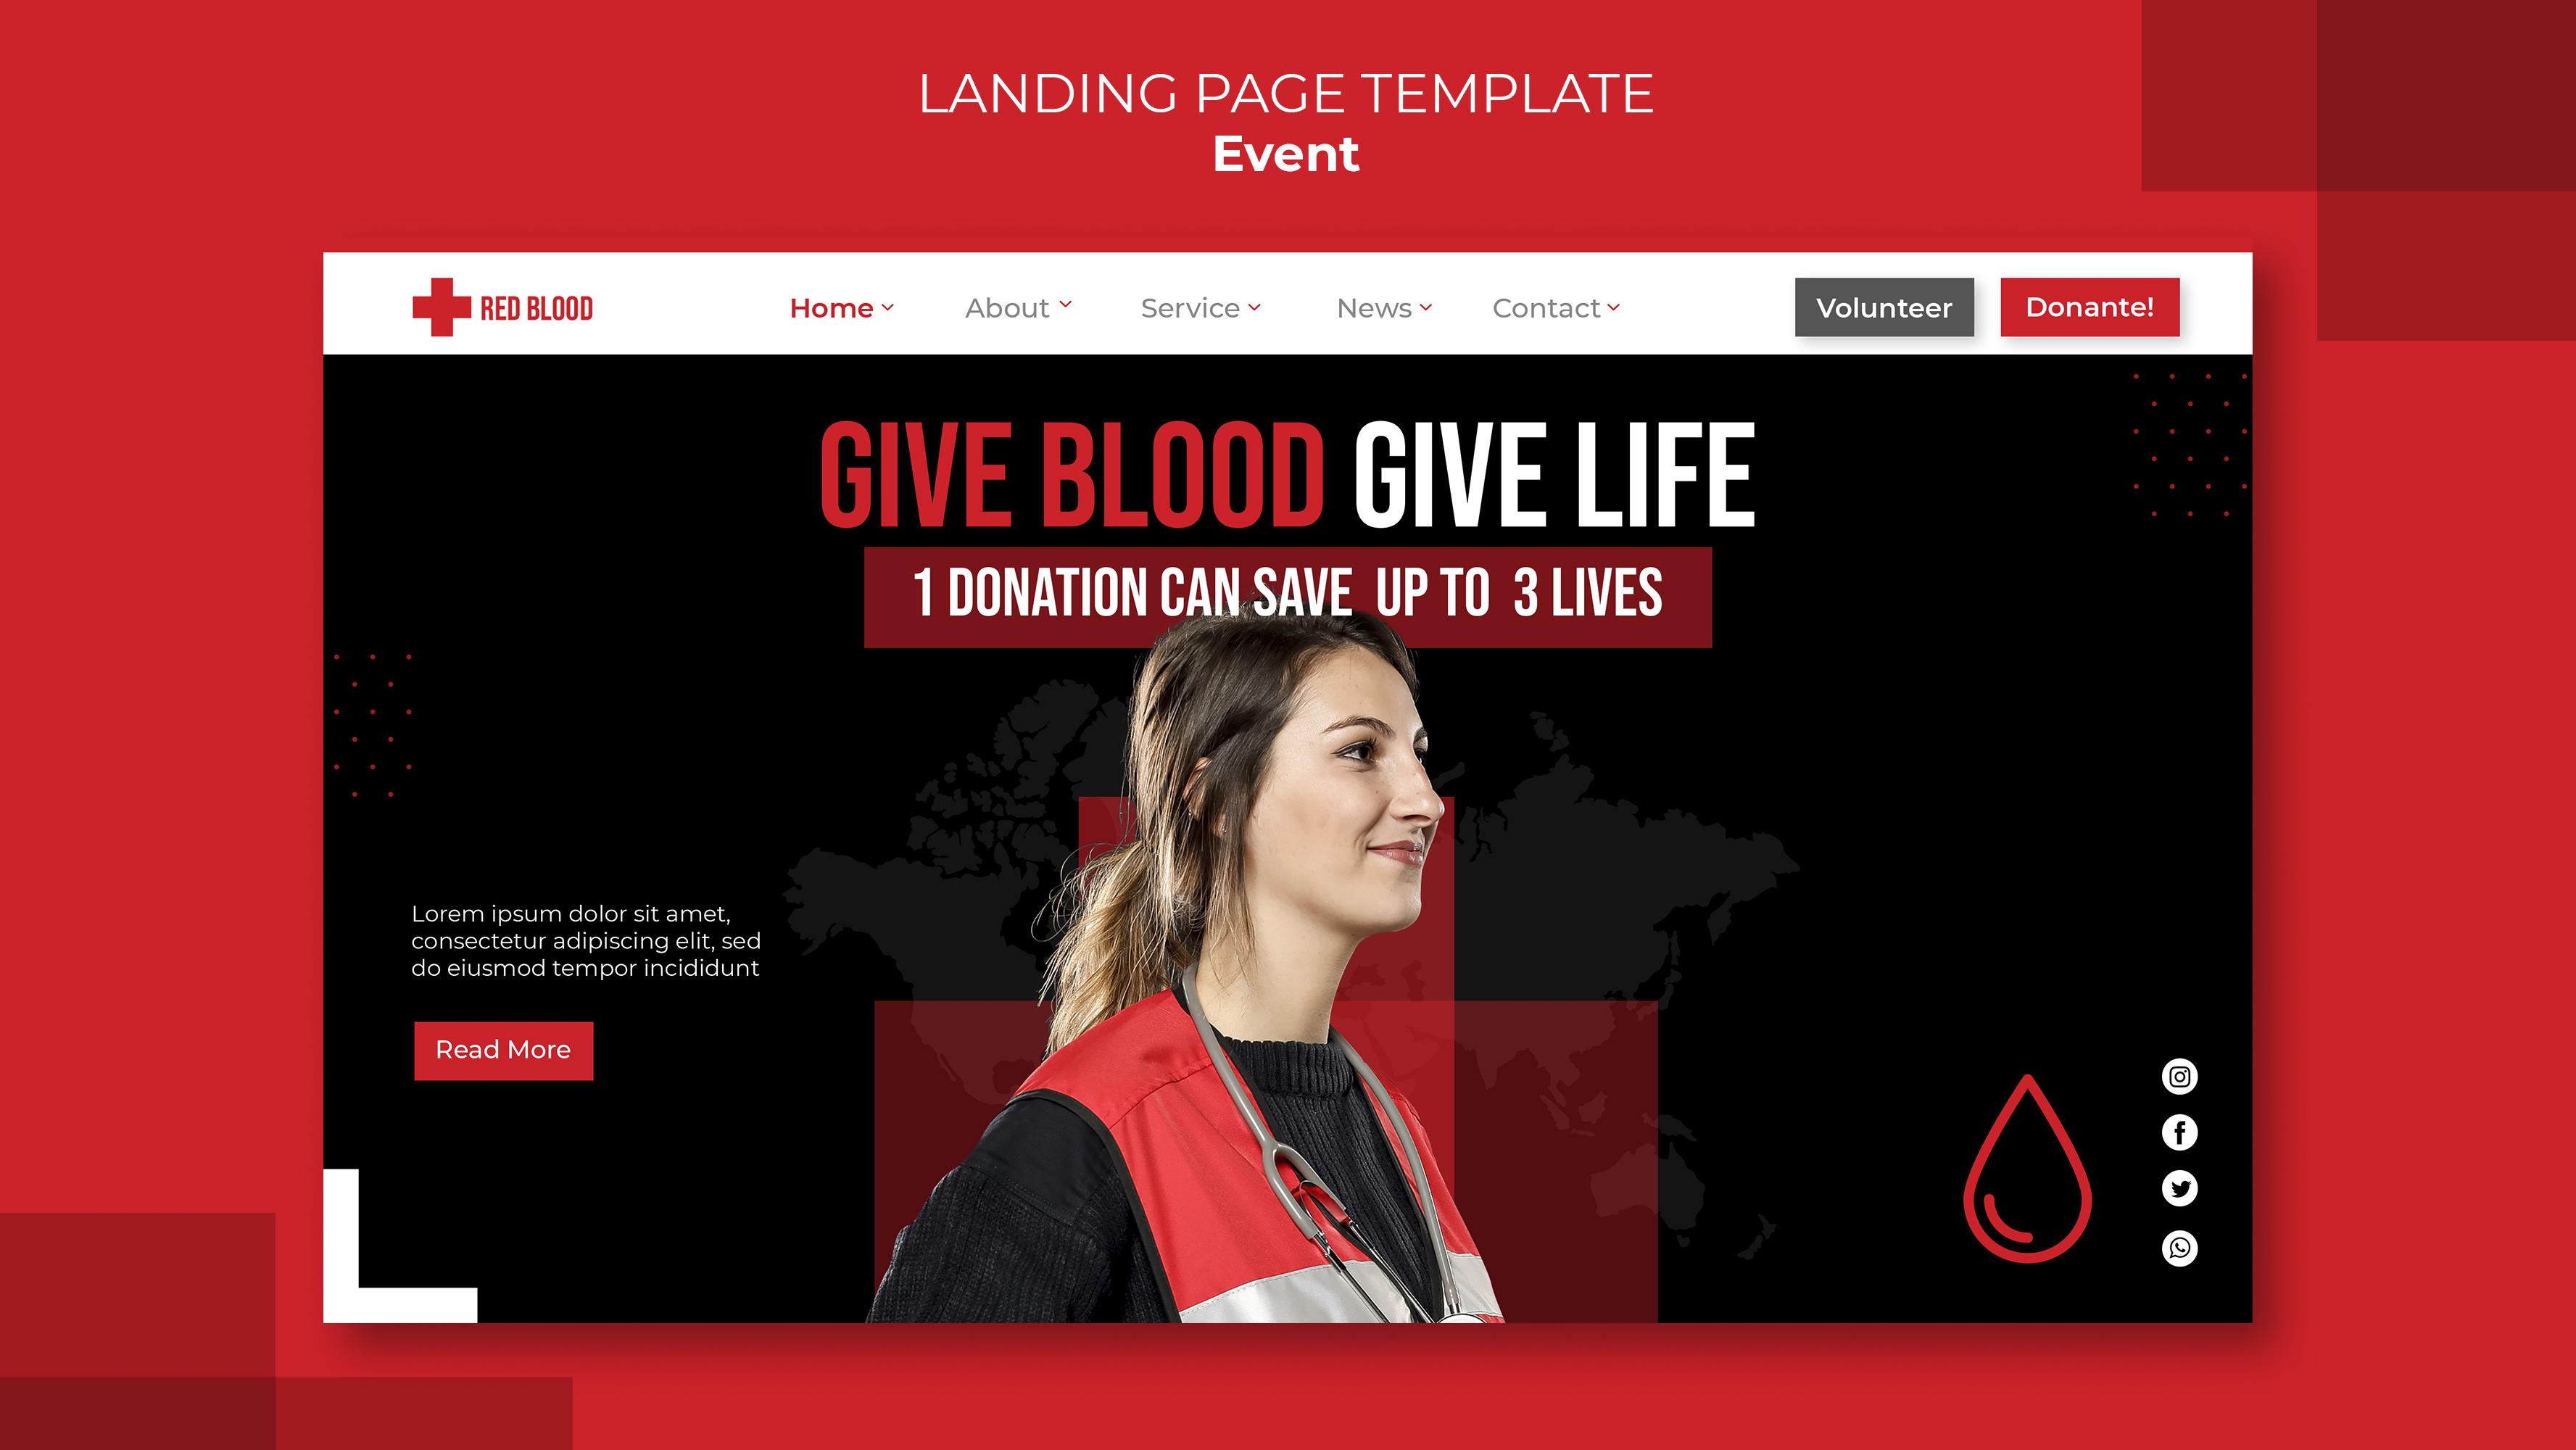 LANDING PAGE TEMPLATE
Event
RED BLOOD
Home
About
Service
News
Contact
Volunteer
Donante!
GIVE BLOOD GIVE LIFE
1 DONATION CAN SAVE UP TO 3 LIVES
Lorem ipsum dolor sit amet,
consectetur adipiscing elit, sed
do eiusmod tempor incididunt
Read More